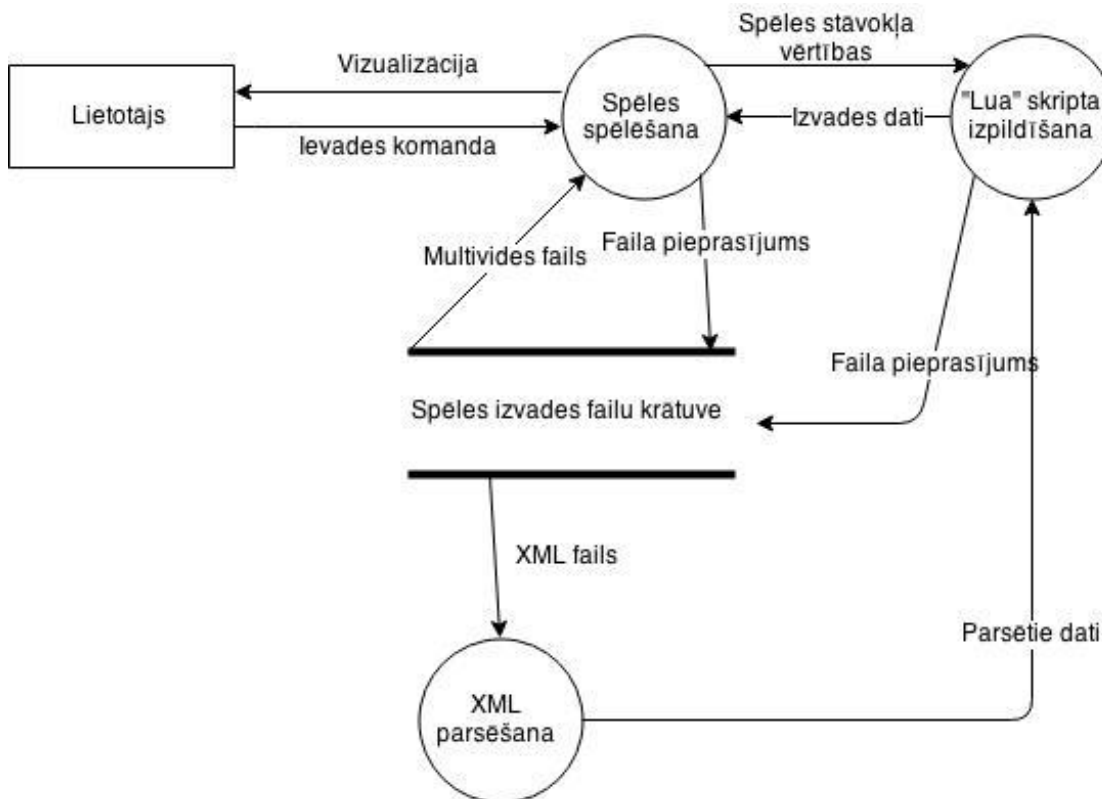 Spēles stāvokļa
vērtības
Vizualizācija
Lietotājs
Spēles
spēlēšana
"Lua" skripta
izpildīšana
Izvades dati
Ievades komanda
Multivides fails
Faila pieprasījums
Faila pieprasījums
Spēles izvades failu krātuve
XML fails
Parsētie dati
XML
parsēšana